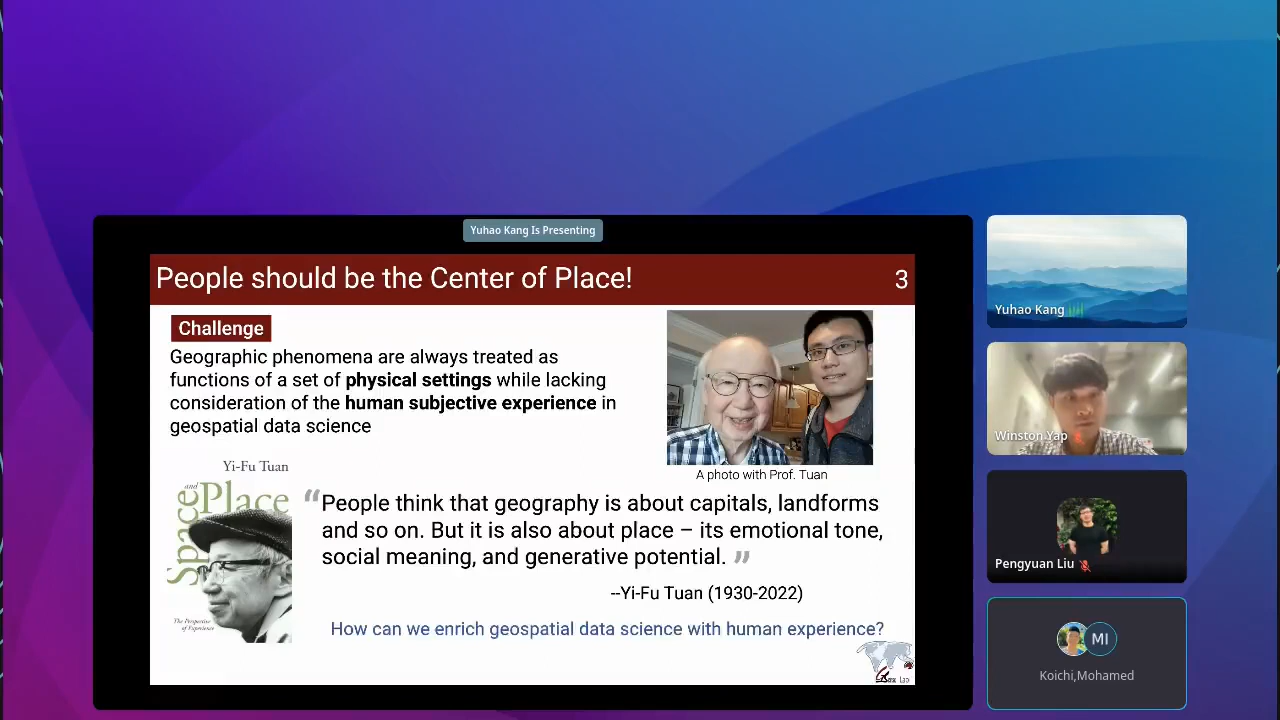 Yuhao Kang Is Presenting
People should be the Center of Place!
3
Challenge
Geographic phenomena are always treated as
functions of a set of physical settings while lacking
consideration of the human subjective experience in
geospatial data science
A photo with Prof. Tuan
Yi-Fu Tuan
Space
and
Place
The Perspective
of Experience
“People think that geography is about capitals, landforms
and so on. But it is also about place – its emotional tone,
social meaning, and generative potential. ”
--Yi-Fu Tuan (1930-2022)
How can we enrich geospatial data science with human experience?
Lab
Yuhao Kang
Winston Yap
Pengyuan Liu
MI
Koichi,Mohamed